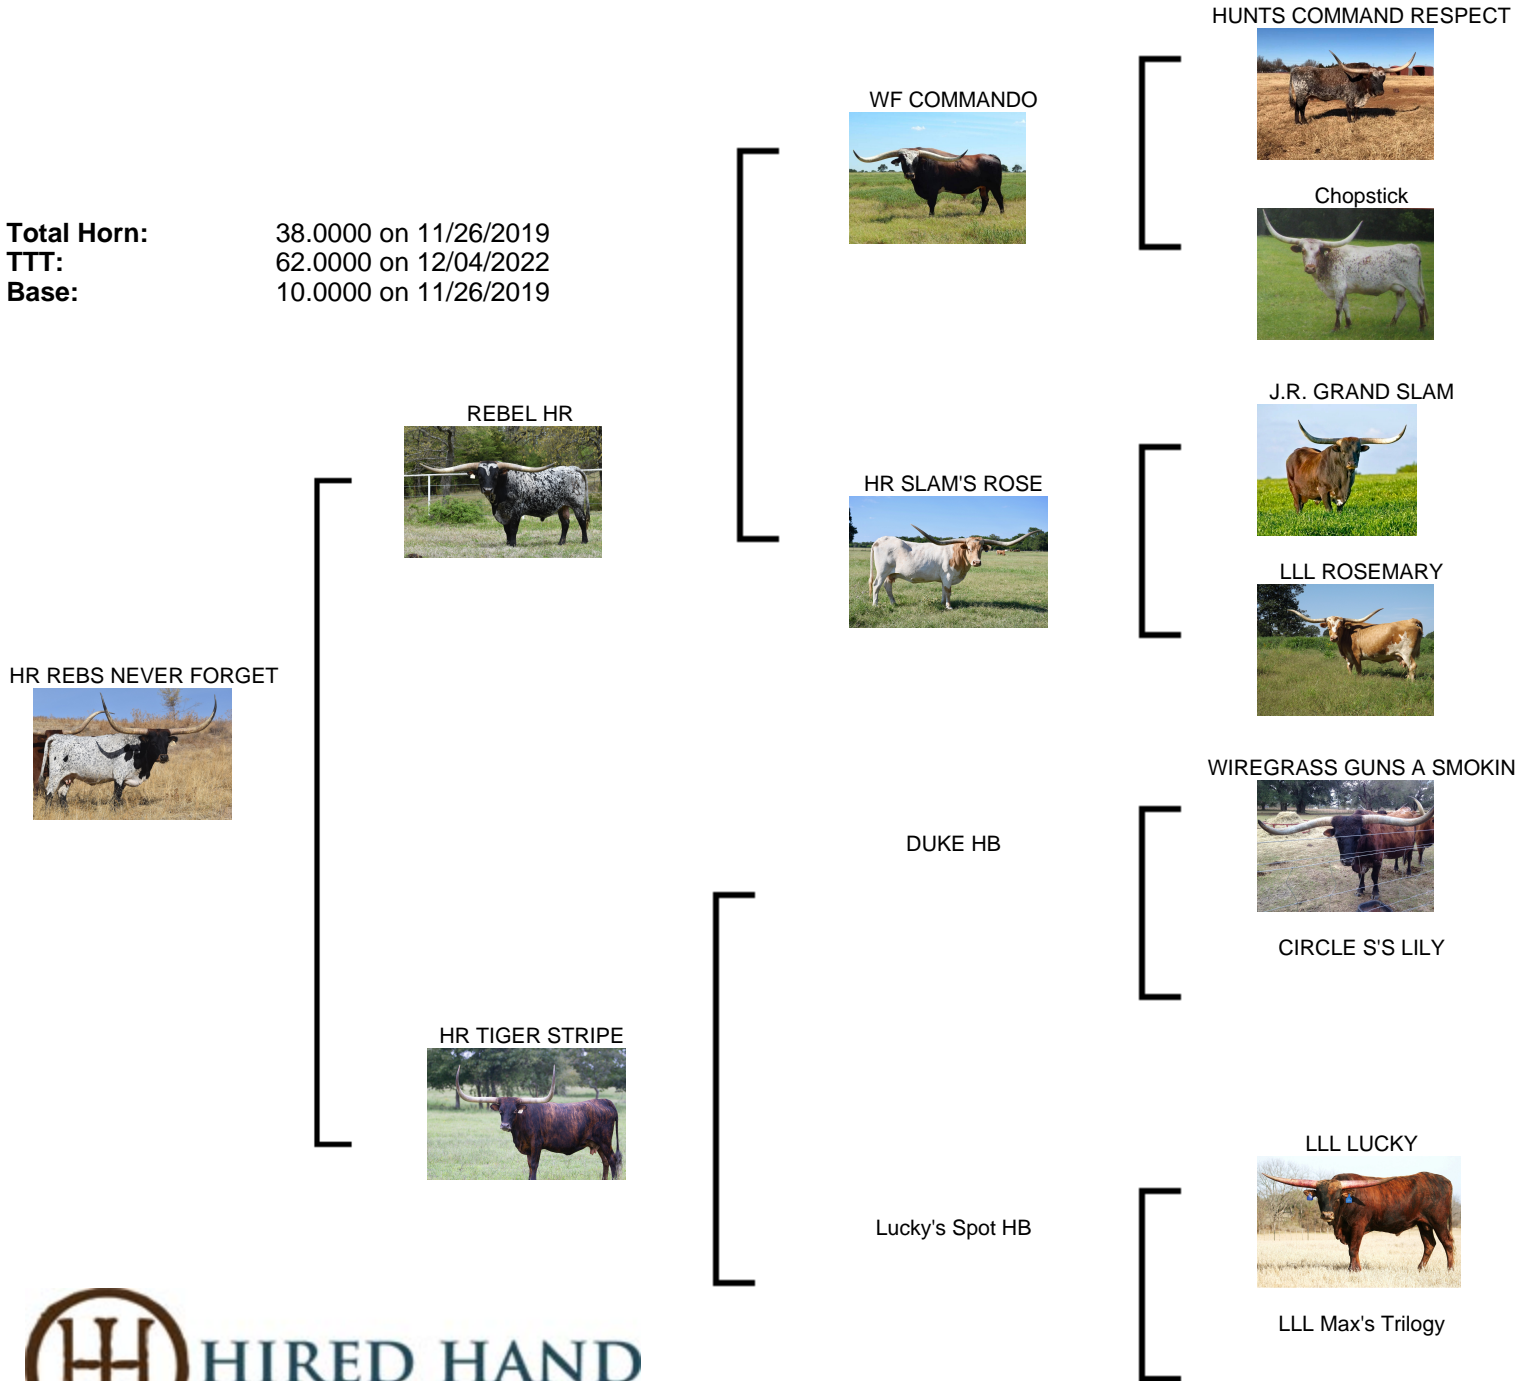 HUNTS COMMAND RESPECT
WF COMMANDO
Chopstick
Total Horn: 38.0000 on 11/26/2019
TTT: 62.0000 on 12/04/2022
Base: 10.0000 on 11/26/2019
J.R. GRAND SLAM
REBEL HR
HR SLAM'S ROSE
LLL ROSEMARY
HR REBS NEVER FORGET
WIREGRASS GUNS A SMOKIN
DUKE HB
CIRCLE S'S LILY
HR TIGER STRIPE
LLL LUCKY
Lucky's Spot HB
LLL Max's Trilogy
HIRED HAND